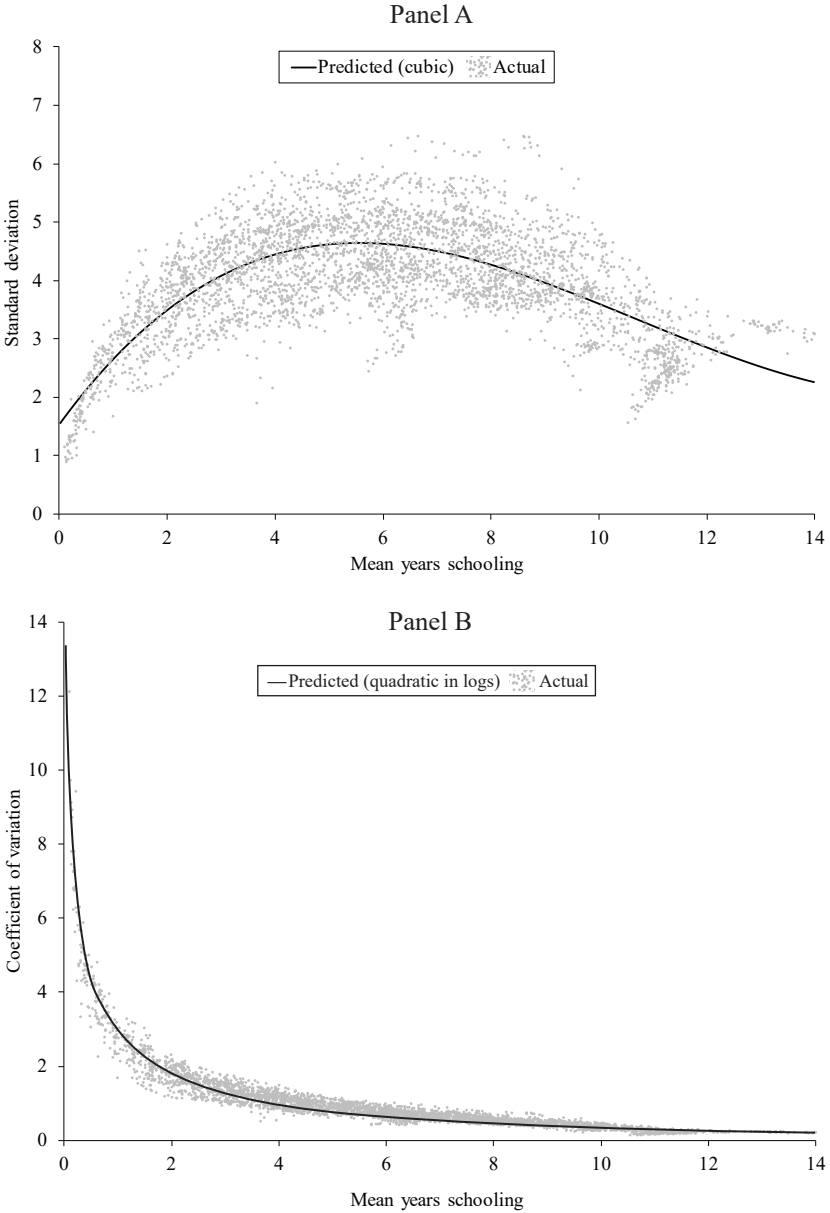 Panel A
8
Predicted (cubic) Actual
7
6
5
4
3
2
1
0
Standard deviation
0 2 4 6 8 10 12 14
Mean years schooling
Panel B
14
Predicted (quadratic in logs) Actual
12
10
8
6
4
2
0
Coefficient of variation
0 2 4 6 8 10 12 14
Mean years schooling